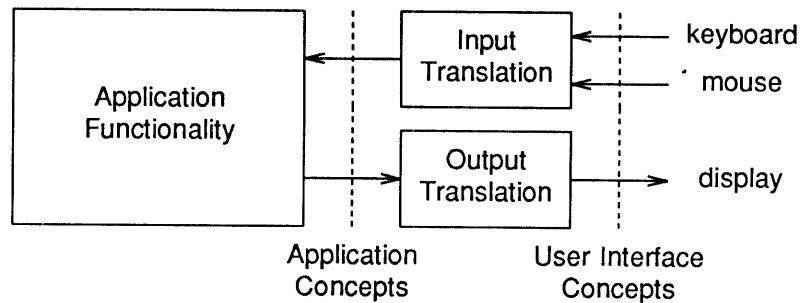 Application
Functionality
Input
Translation
Output
Translation
keyboard
mouse
display
Application
Concepts
User Interface
Concepts